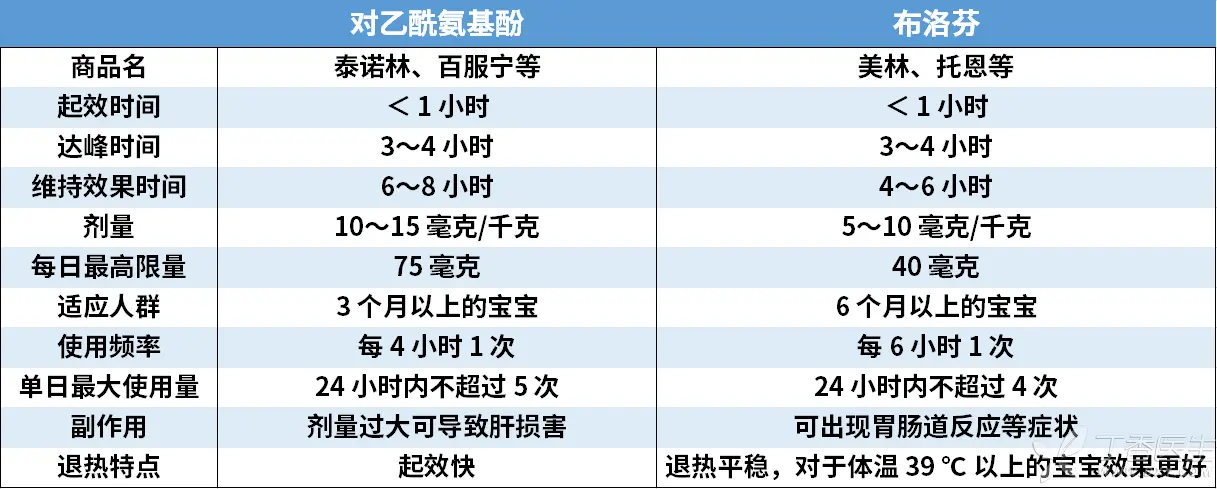 对乙酰氨基酚 布洛芬
商品名 泰诺林、百服宁等 美林、托恩等
起效时间 ＜1 小时 ＜1 小时
达峰时间 3～4 小时 3～4 小时
维持效果时间 6～8 小时 4～6 小时
剂量 10～15 毫克/千克 5～10 毫克/千克
每日最高限量 75 毫克 40 毫克
适应人群 3 个月以上的宝宝 6 个月以上的宝宝
使用频率 每 4 小时 1 次 每 6 小时 1 次
单日最大使用量 24 小时内不超过 5 次 24 小时内不超过 4 次
副作用 剂量过大可导致肝损害 可出现胃肠道反应等症状
退热特点 起效快 退热平稳，对于体温 39 ℃ 以上的宝宝效果更好
丁香医生